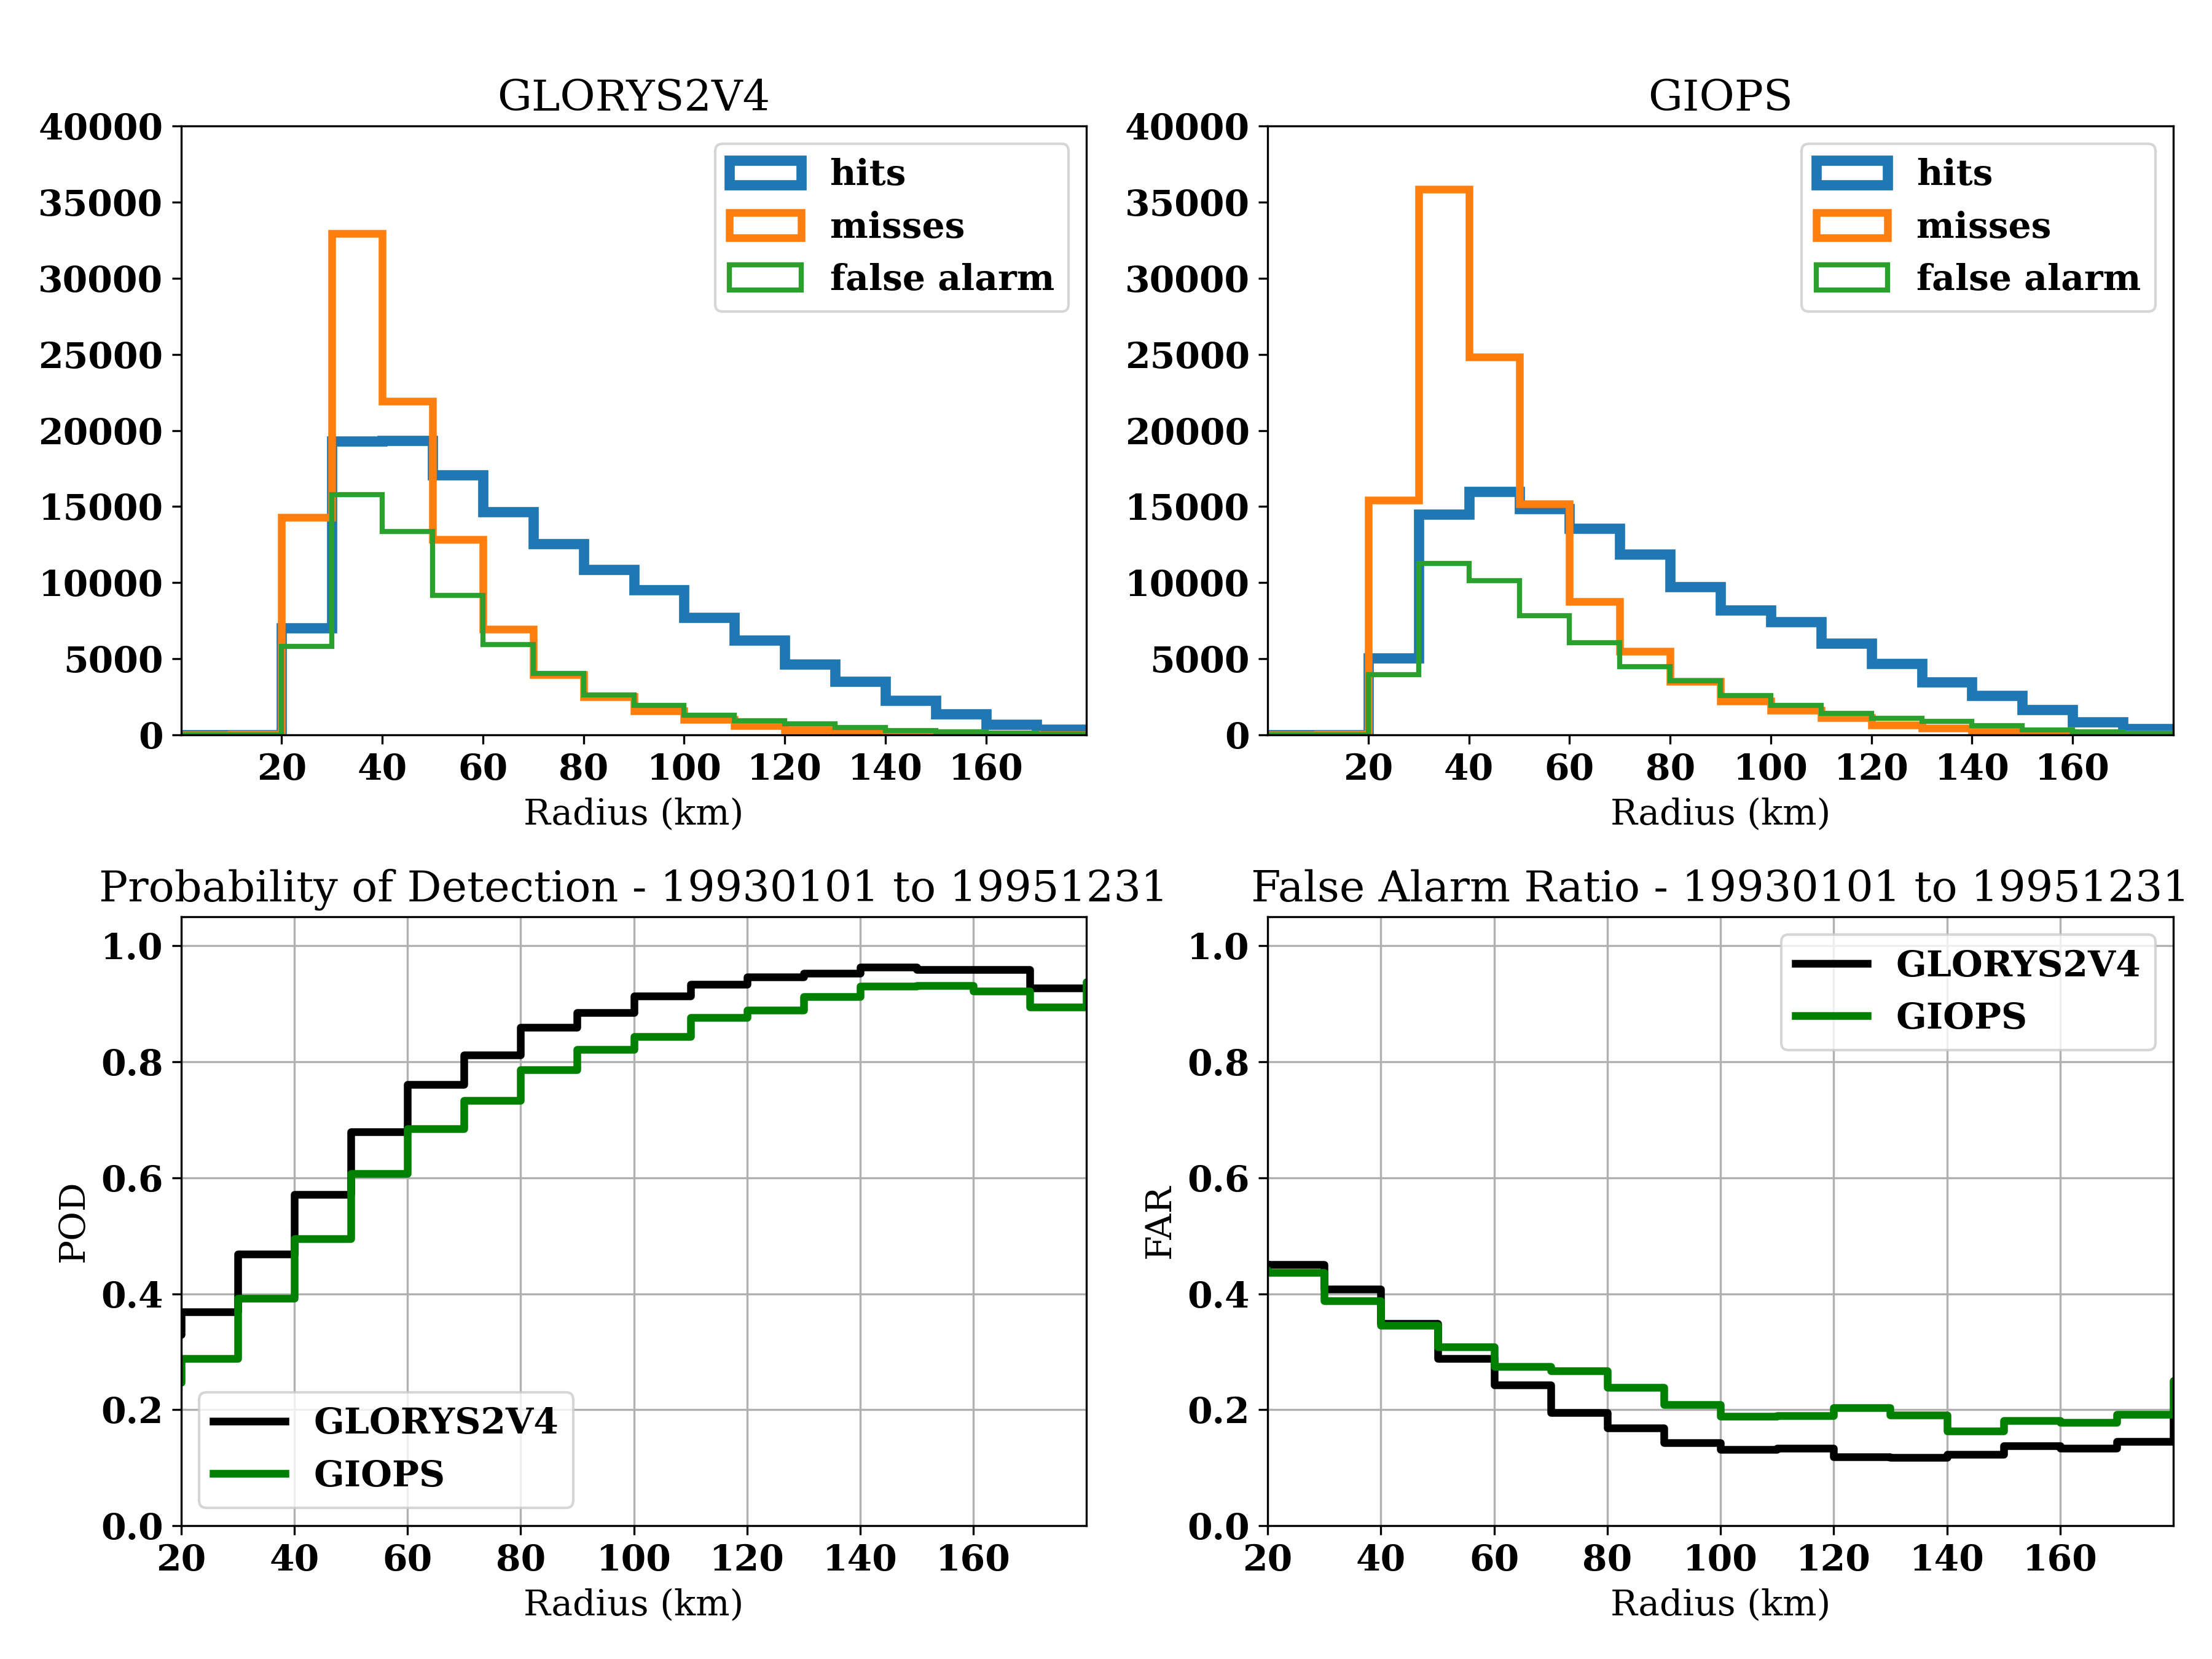 GLORYS2V4
40000
35000
30000
25000
20000
15000
10000
5000
0
hits
misses
false alarm
20 40 60 80 100 120 140 160
Radius (km)
GIOPS
40000
35000
30000
25000
20000
15000
10000
5000
0
hits
misses
false alarm
20 40 60 80 100 120 140 160
Radius (km)
Probability of Detection - 19930101 to 19951231
POD
1.0
0.8
0.6
0.4
0.2
0.0
GLORYS2V4
GIOPS
20 40 60 80 100 120 140 160
Radius (km)
False Alarm Ratio - 19930101 to 19951231
FAR
1.0
0.8
0.6
0.4
0.2
0.0
GLORYS2V4
GIOPS
20 40 60 80 100 120 140 160
Radius (km)